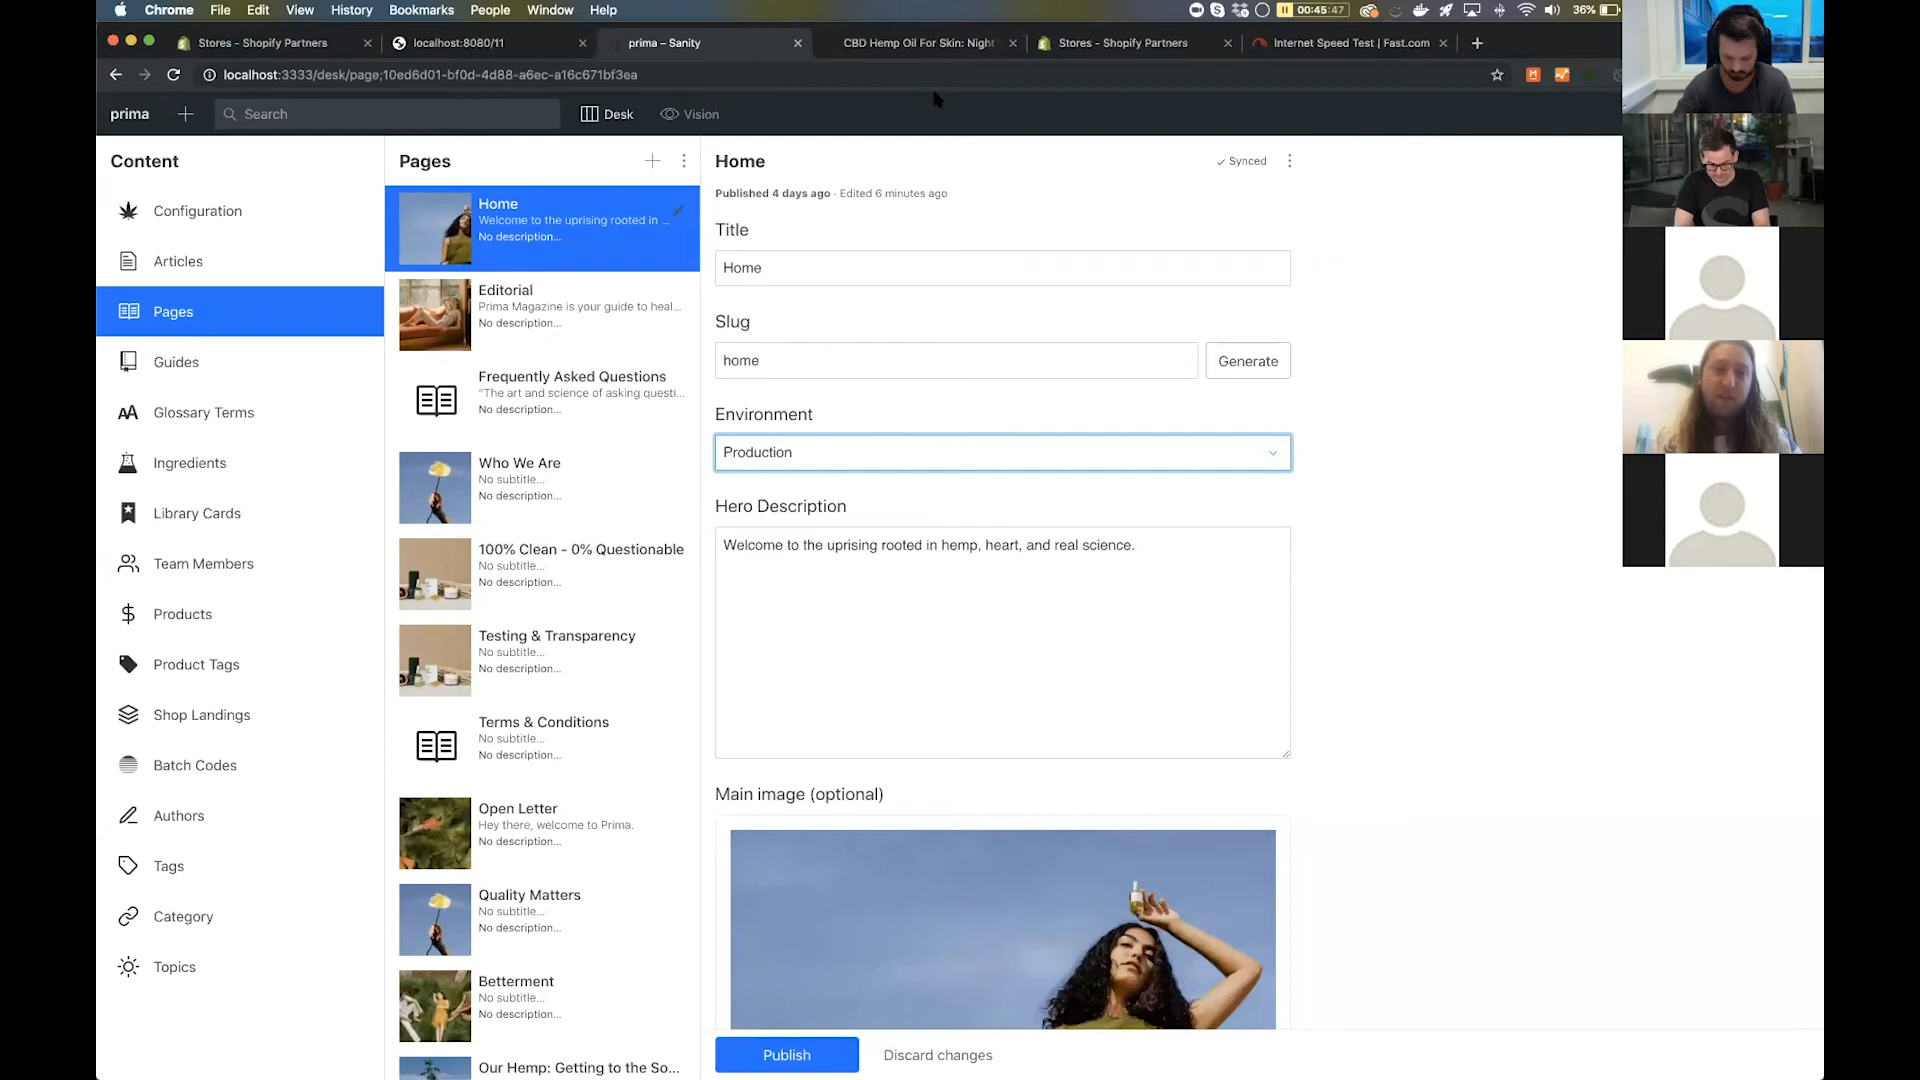 Chrome File Edit View History Bookmarks People Window Help 00:45:47 36%
Stores - Shopify Partners localhost:8080/11 prima – Sanity CBD Hemp Oil For Skin: Night Stores - Shopify Partners Internet Speed Test | Fast.com
localhost:3333/desk/page;10ed6d01-bf0d-4d88-a6ec-a16c671bf3ea
prima Search Desk Vision
Content
Configuration
Articles
Pages
Guides
Glossary Terms
Ingredients
Library Cards
Team Members
Products
Product Tags
Shop Landings
Batch Codes
Authors
Tags
Category
Topics
Pages
Home
Welcome to the uprising rooted in ...
No description...
Editorial
Prima Magazine is your guide to heal...
No description...
Frequently Asked Questions
"The art and science of asking questi...
No description...
Who We Are
No subtitle...
No description...
100% Clean - 0% Questionable
No subtitle...
No description...
Testing & Transparency
No subtitle...
No description...
Terms & Conditions
No subtitle...
No description...
Open Letter
Hey there, welcome to Prima.
No description...
Quality Matters
No subtitle...
No description...
Betterment
No subtitle...
No description...
Our Hemp: Getting to the So...
Home
Synced
Published 4 days ago · Edited 6 minutes ago
Title
Home
Slug
home
Generate
Environment
Production
Hero Description
Welcome to the uprising rooted in hemp, heart, and real science.
Main image (optional)
Publish Discard changes